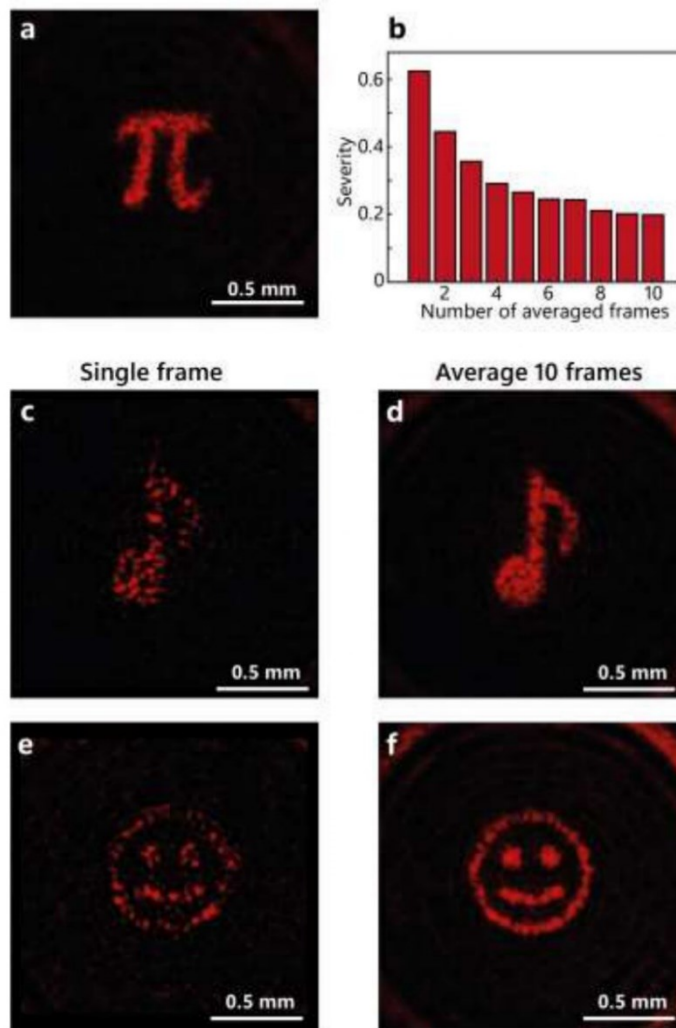 a
π
0.5 mm
b
Severity
0.6
0.4
0.2
0
2 4 6 8 10
Number of averaged frames
Single frame
Average 10 frames
c
0.5 mm
d
0.5 mm
e
0.5 mm
f
0.5 mm